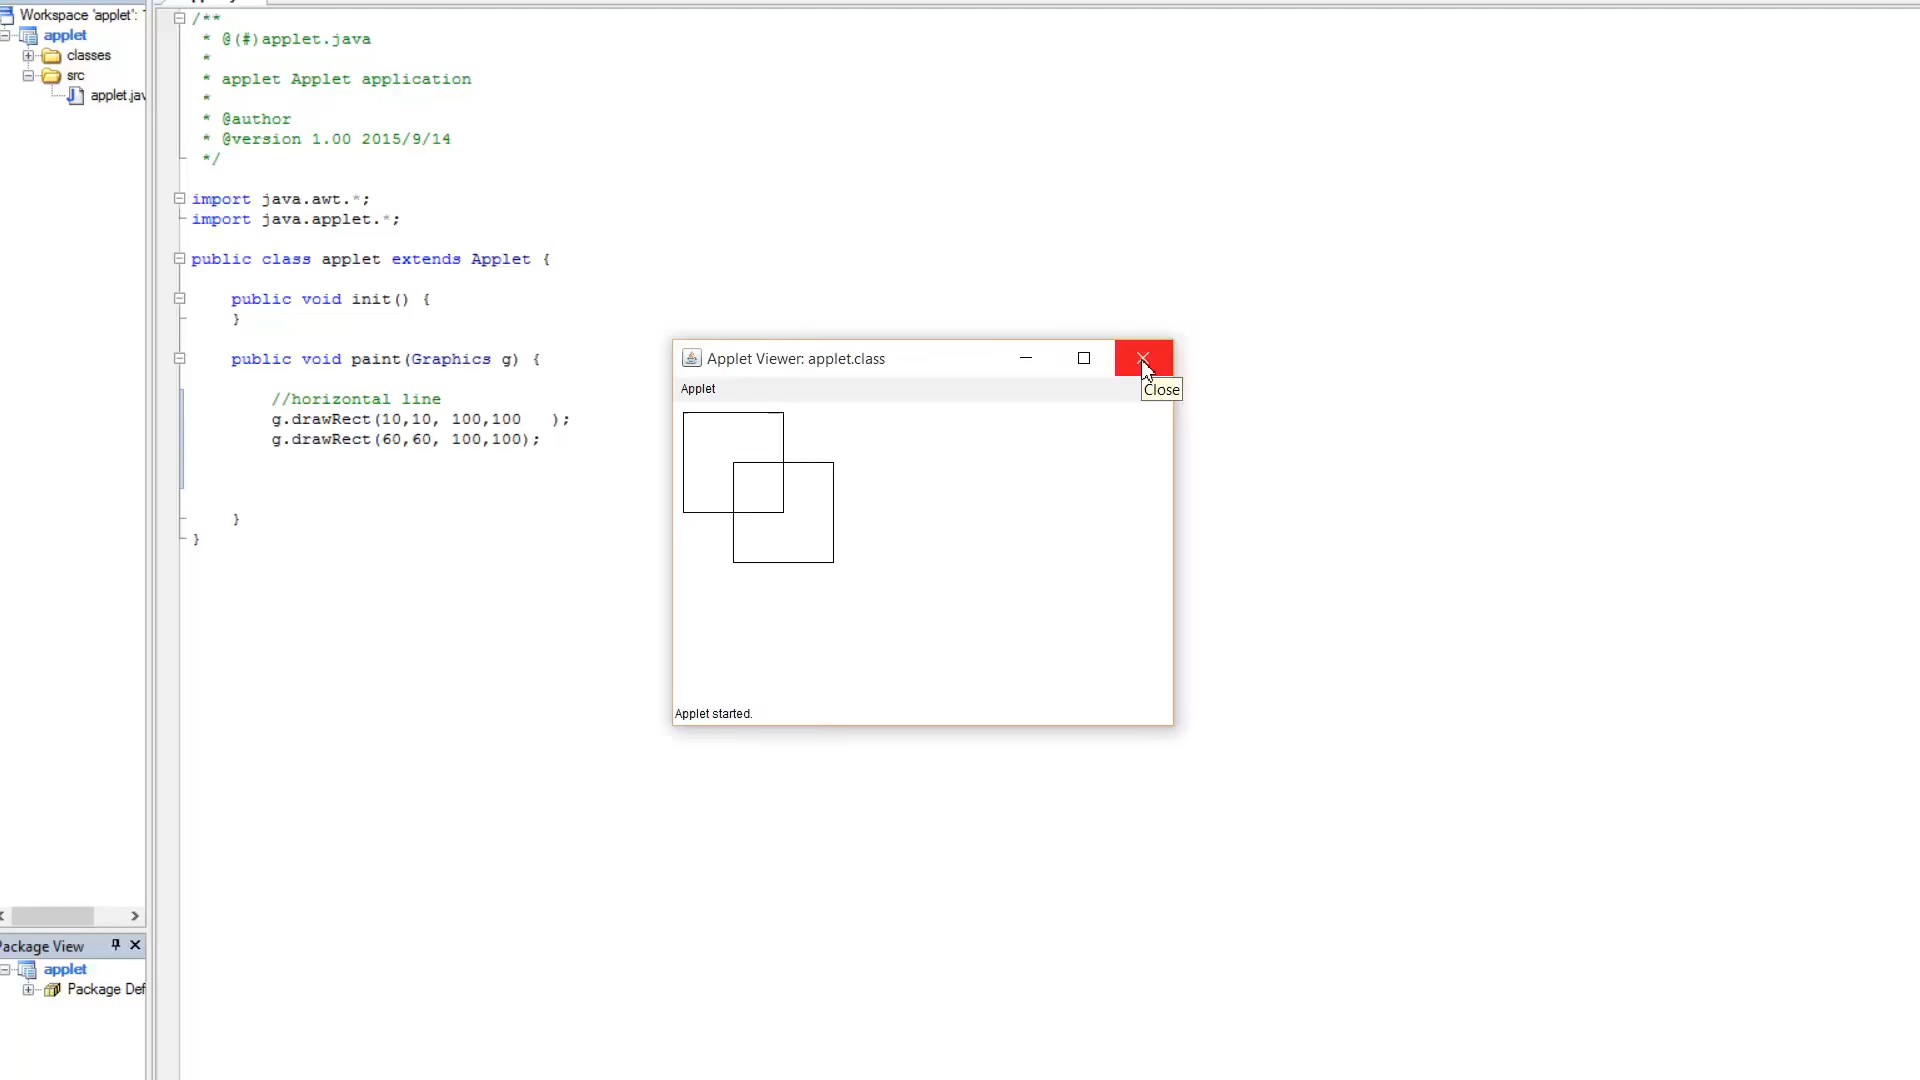 Workspace 'applet':
applet
classes
src
applet.jav
/**
* @(#)applet.java
*
* applet Applet application
*
* @author
* @version 1.00 2015/9/14
*/
import java.awt.*;
import java.applet.*;
public class applet extends Applet {
public void init() {
}
public void paint(Graphics g) {
//horizontal line
g.drawRect(10,10, 100,100   );
g.drawRect(60,60, 100,100);
}
}
Applet Viewer: applet.class
Close
Applet
Applet started.
Package View
applet
Package Def